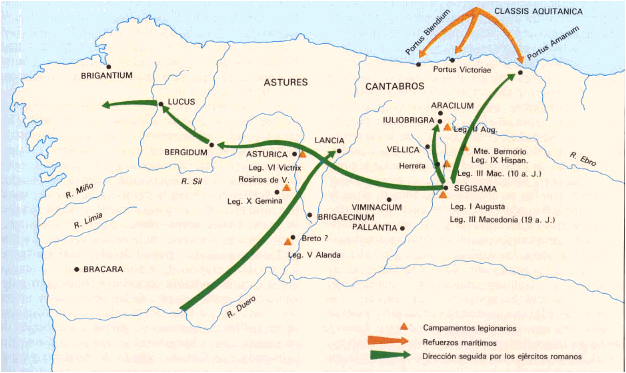 CLASSIS AQUITANICA
Portus Blendium
Portus Victoriae
Portus Amanum
BRIGANTIUM
ASTURES
CANTABROS
LUCUS
ARACILUM
IULIOBRIGRA
Leg. II Aug.
LANCIA
VELLICA
Mte. Bermorio
Leg. IX Hispan.
BERGIDUM
ASTURICA
Herrera
Leg. III Mac. (10 a. J.)
R. Ebro
Leg. VI Victrix
R. Sil
Rosinos de V.
SEGISAMA
R. Miño
Leg. X Gemina
VIMINACIUM
Leg. I Augusta
R. Limia
BRIGAECINUM
PALLANTIA
Leg. III Macedonia (19 a. J.)
Breto ?
Leg. V Alanda
BRACARA
R. Duero
Campamentos legionarios
Refuerzos marítimos
Dirección seguida por los ejércitos romanos